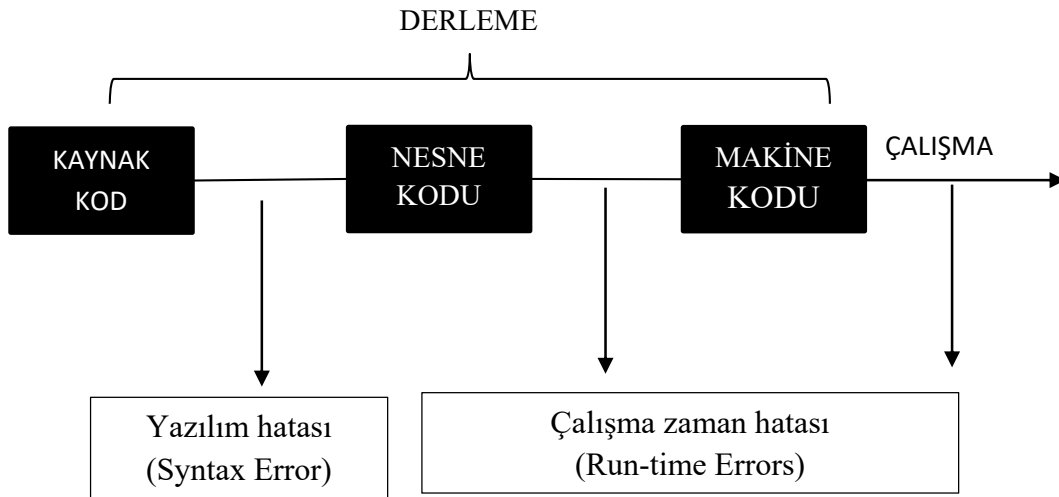 DERLEME
KAYNAK
KOD
NESNE
KODU
MAKİNE
KODU
ÇALIŞMA
Yazılım hatası
(Syntax Error)
Çalışma zaman hatası
(Run-time Errors)